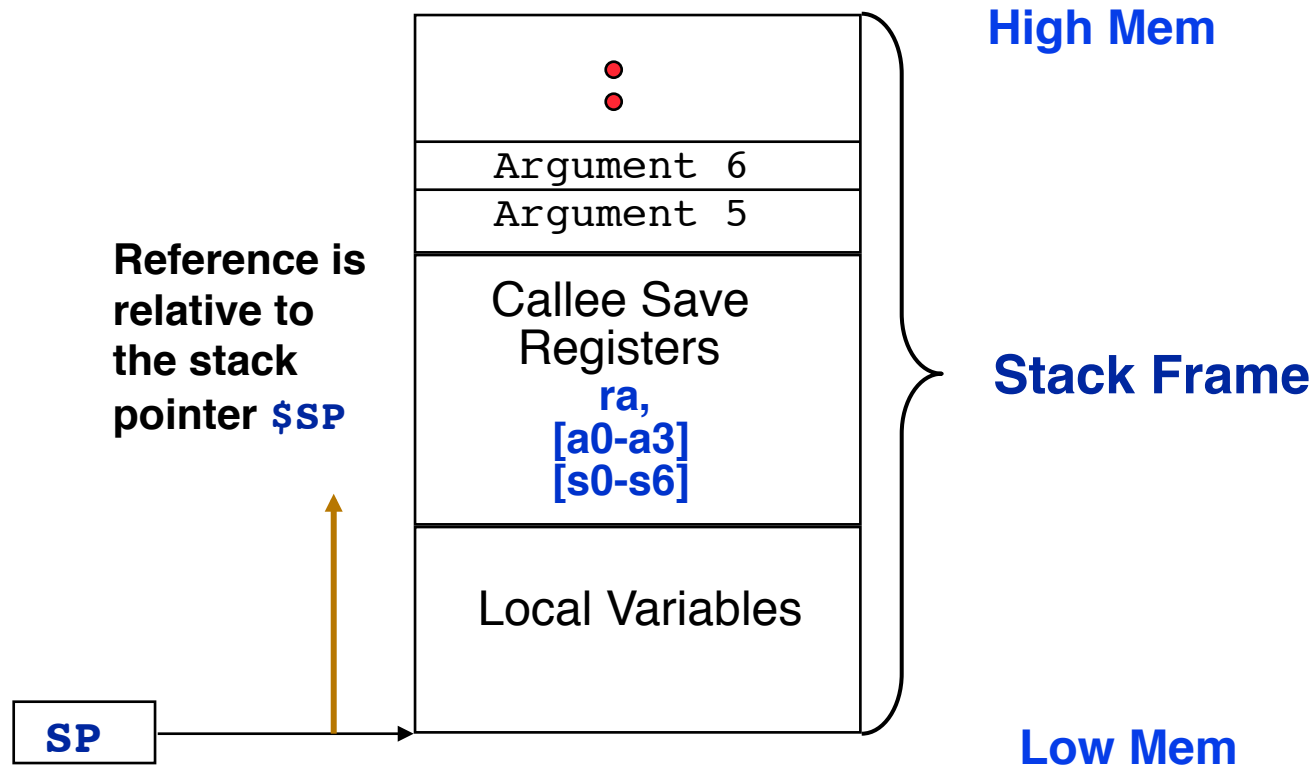 High Mem
Argument 6
Argument 5
Reference is
relative to
the stack
pointer $SP
Callee Save
Registers
ra,
[a0-a3]
[s0-s6]
Stack Frame
Local Variables
SP
Low Mem